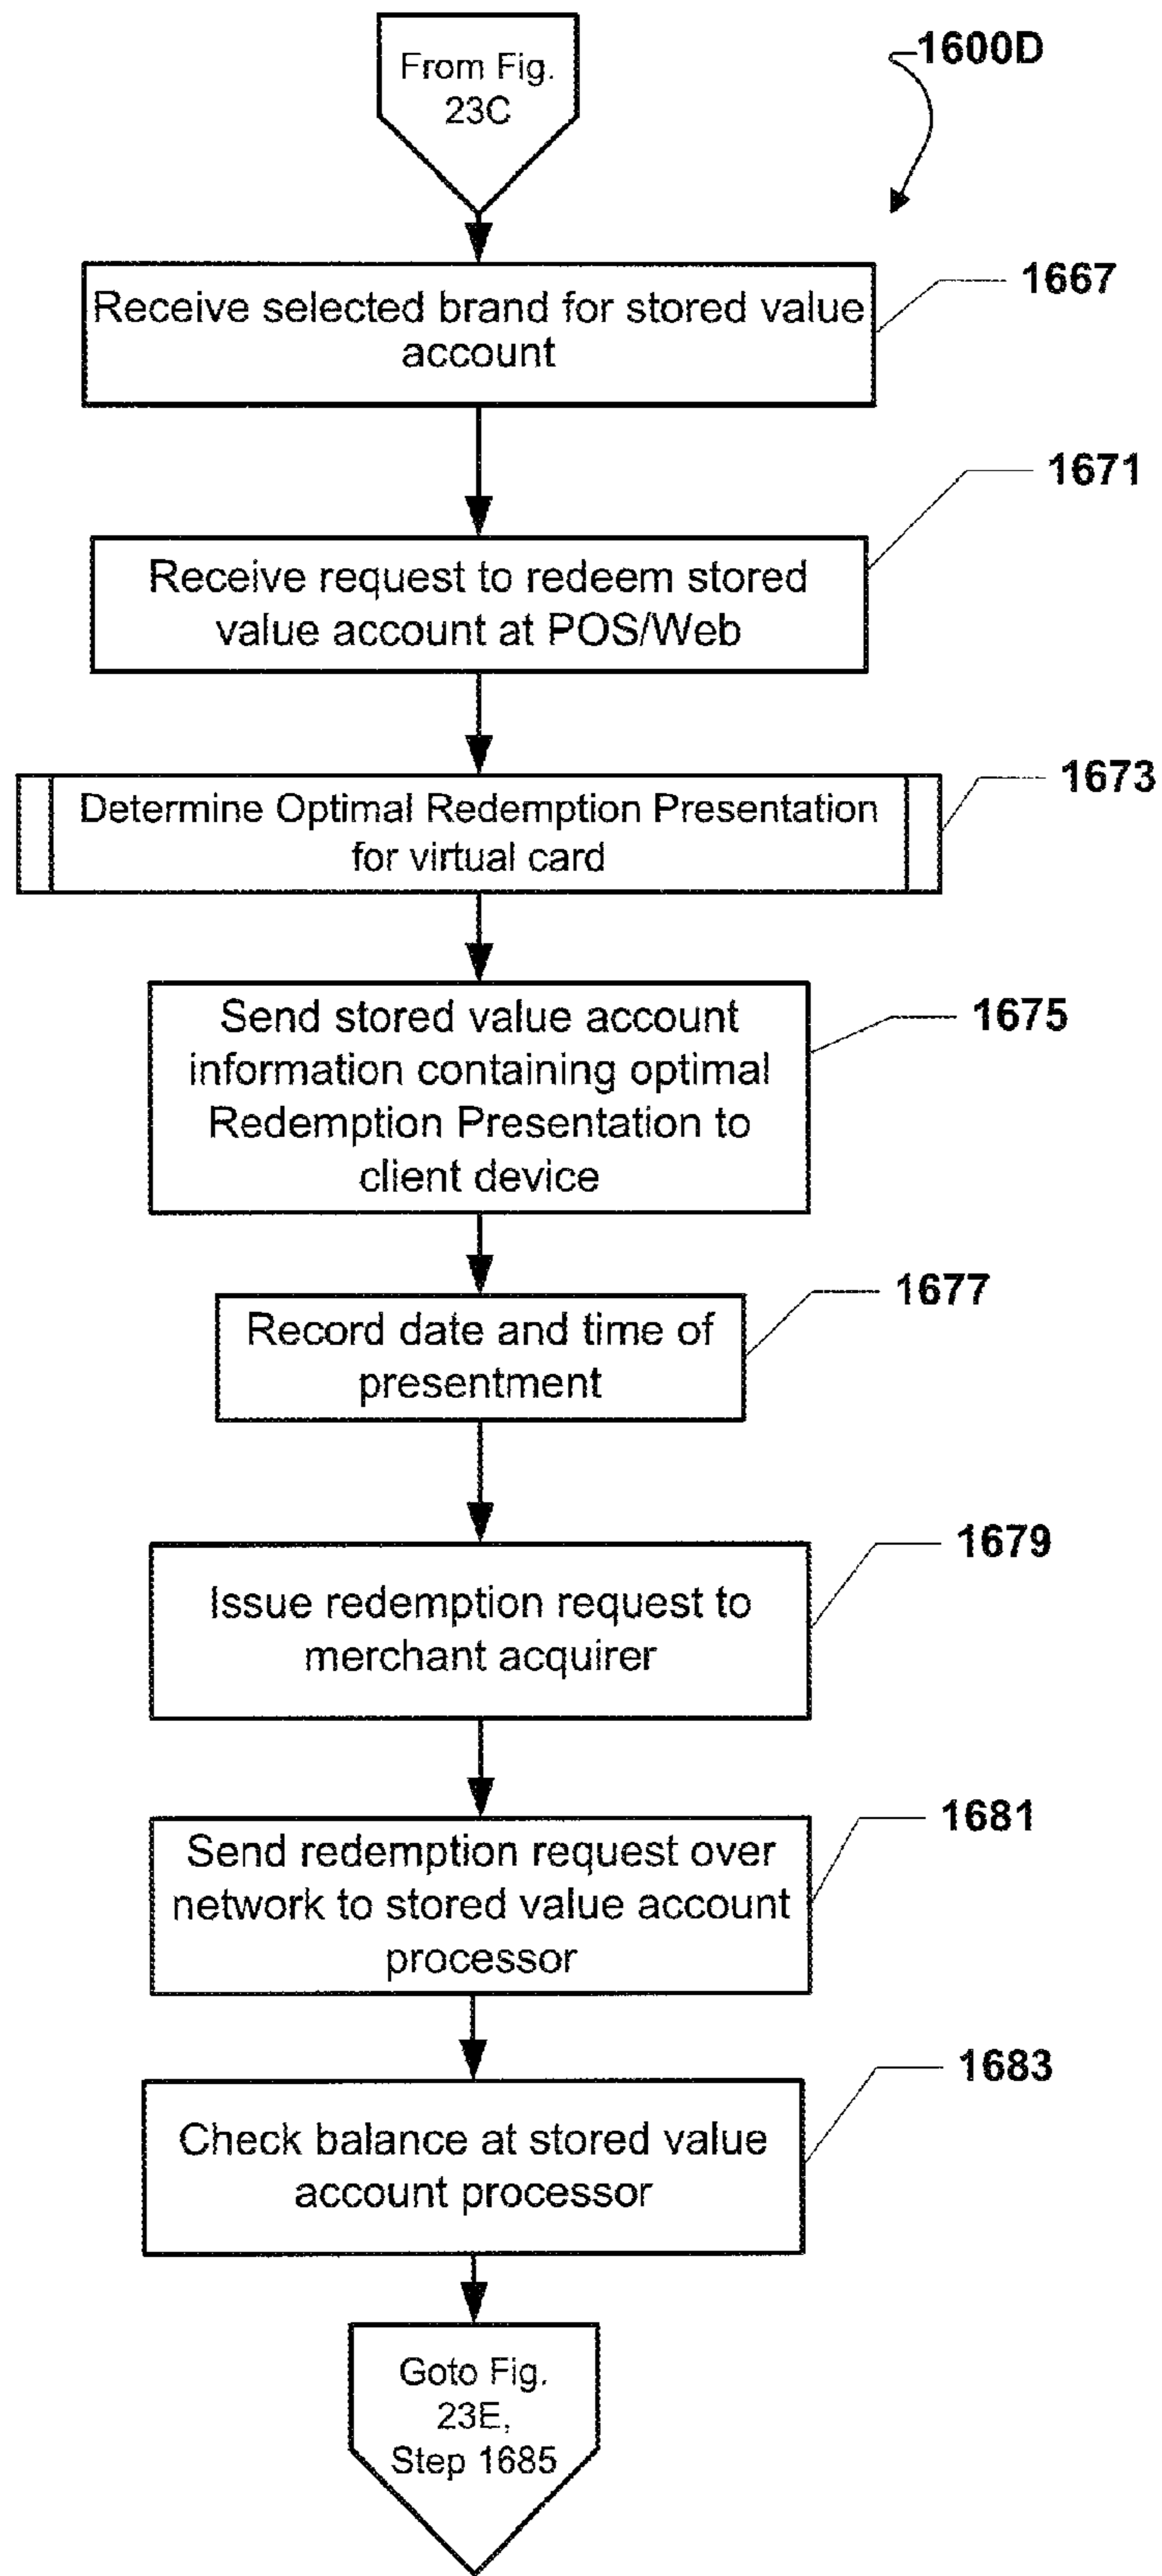 From Fig.
23C
1600D
Receive selected brand for stored value
account
1667
Receive request to redeem stored
value account at POS/Web
1671
Determine Optimal Redemption Presentation
for virtual card
1673
Send stored value account
information containing optimal
Redemption Presentation to
client device
1675
Record date and time of
presentment
1677
Issue redemption request to
merchant acquirer
1679
Send redemption request over
network to stored value account
processor
1681
Check balance at stored value
account processor
1683
Goto Fig.
23E,
Step 1685